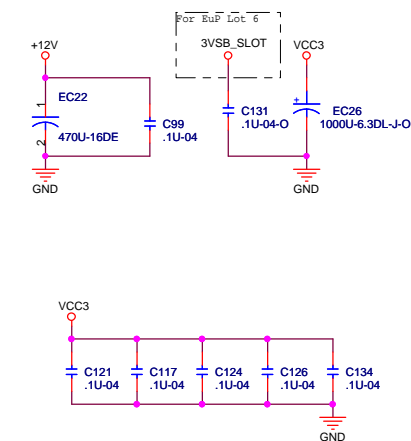 For EuP Lot 6
+12V
3VSB_SLOT
VCC3
1
EC22
2
470U-16DE
C99
.1U-04
C131
.1U-04-O
+
EC26
1000U-6.3DL-J-O
GND
GND
VCC3
C121
.1U-04
C117
.1U-04
C124
.1U-04
C126
.1U-04
C134
.1U-04
GND